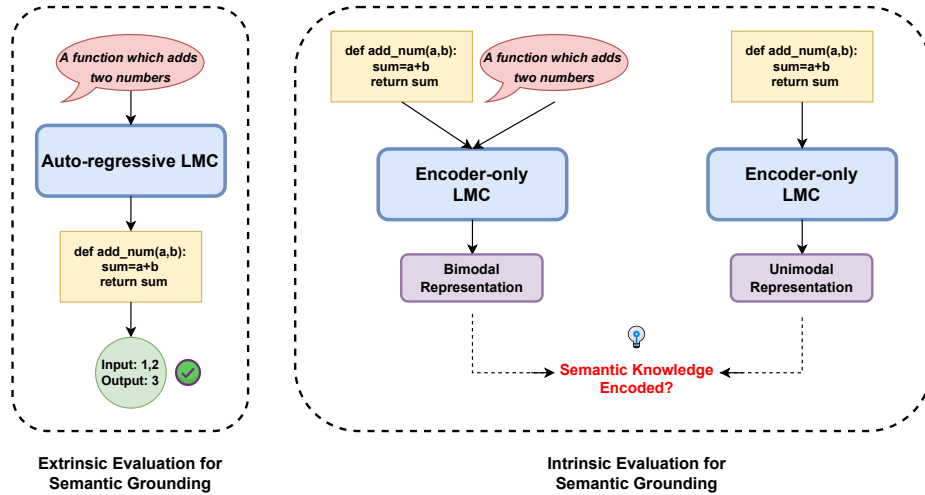 A function which adds
two numbers
Auto-regressive LMC
def add_num(a,b):
sum=a+b
return sum
Input: 1,2
Output: 3
Extrinsic Evaluation for
Semantic Grounding
def add_num(a,b):
sum=a+b
return sum
A function which adds
two numbers
Encoder-only
LMC
Bimodal
Representation
def add_num(a,b):
sum=a+b
return sum
Encoder-only
LMC
Unimodal
Representation
Semantic Knowledge
Encoded?
Intrinsic Evaluation for
Semantic Grounding